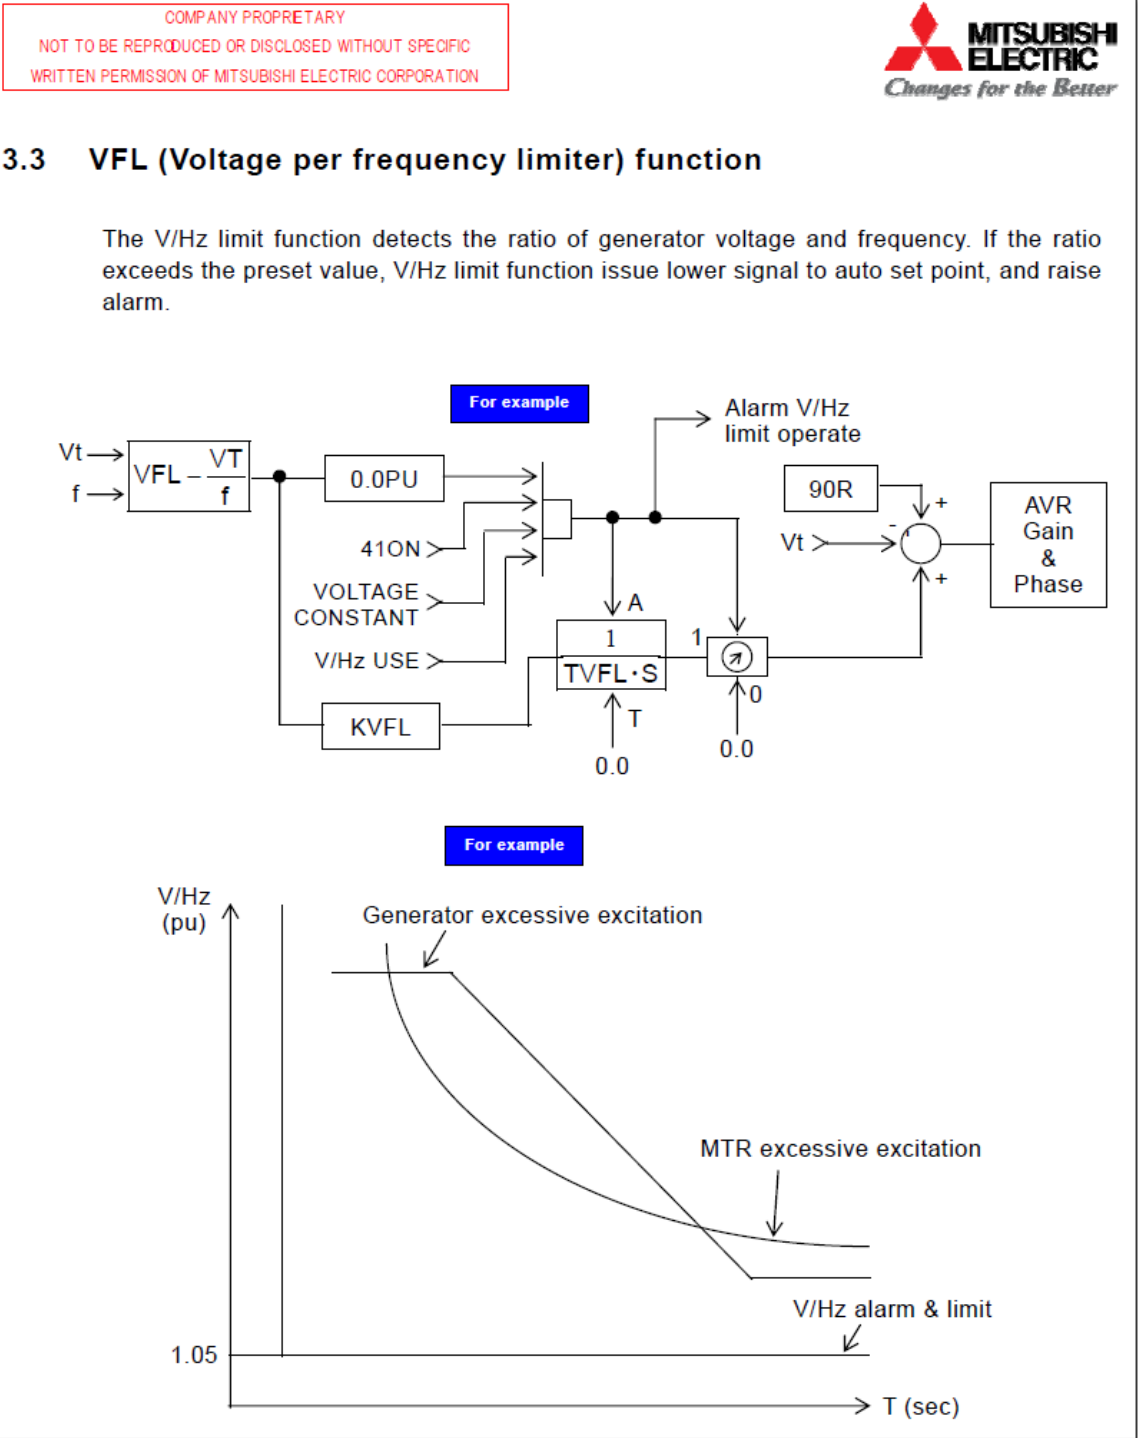 COMPANY PROPRETARY
NOT TO BE REPRODUCED OR DISCLOSED WITHOUT SPECIFIC
WRITTEN PERMISSION OF MITSUBISHI ELECTRIC CORPORATION
MITSUBISHI
ELECTRIC
Changes for the Better
3.3 VFL (Voltage per frequency limiter) function
The V/Hz limit function detects the ratio of generator voltage and frequency. If the ratio
exceeds the preset value, V/Hz limit function issue lower signal to auto set point, and raise
alarm.
For example
Alarm V/Hz
limit operate
Vt
f
VFL – VT
f
0.0PU
41ON
VOLTAGE
CONSTANT
V/Hz USE
KVFL
A
1
TVFL・S
T
0.0
1
0
0.0
90R
+
-
Vt
+
AVR
Gain
&
Phase
For example
V/Hz
(pu)
Generator excessive excitation
MTR excessive excitation
V/Hz alarm & limit
1.05
T (sec)